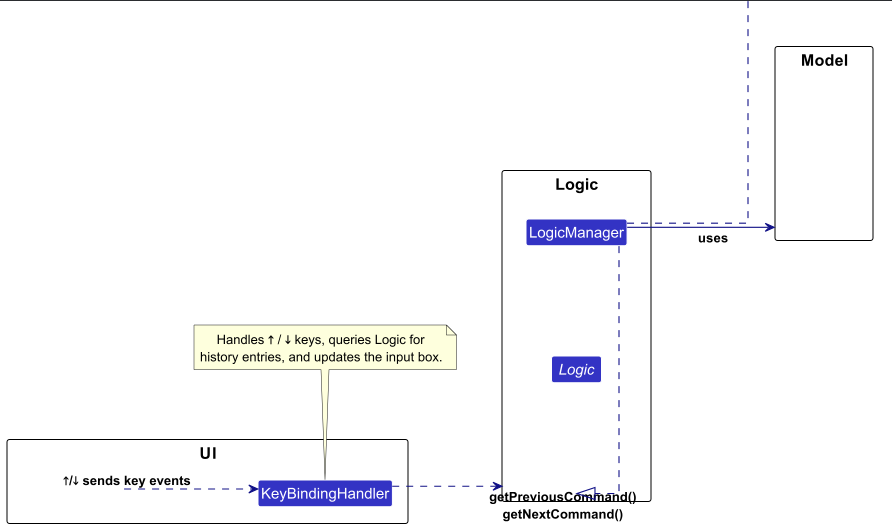 Model
Logic
LogicManager
uses
Handles ↑ / ↓ keys, queries Logic for
history entries, and updates the input box.
Logic
UI
↑/↓ sends key events
KeyBindingHandler
getPreviousCommand()
getNextCommand()